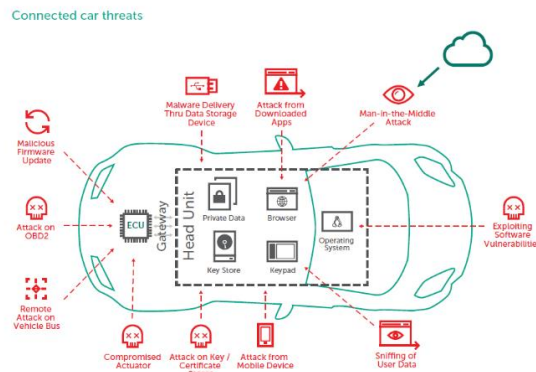 Connected car threats
Malware Delivery
Thru Data Storage
Device
Attack from
Downloaded
Apps
Man-in-the-Middle
Attack
Malicious
Firmware
Update
Attack on
OBD2
Remote
Attack on
Vehicle Bus
ECU
Gateway
Head Unit
Private Data
Browser
Key Store
Keypad
Operating
System
Exploiting
Software
Vulnerabilitie
Compromised
Actuator
Attack on Key /
Certificate
Attack from
Mobile Device
Sniffing of
User Data